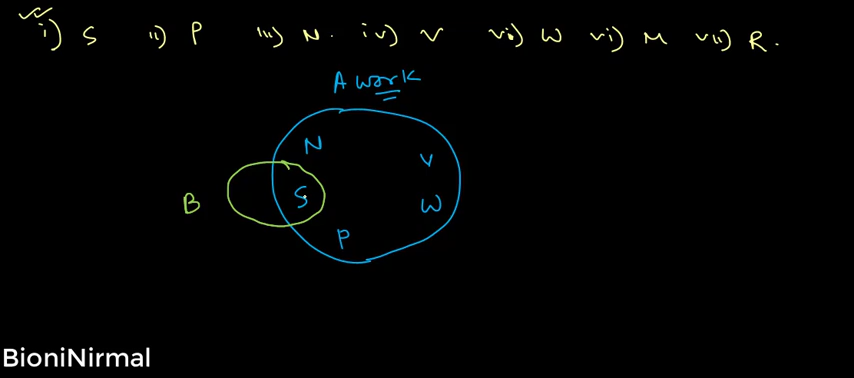 i) S ii) P iii) N. iv) V vi) W vi) M vii) R.
A work
N
V
B S W
P
BioniNirmal